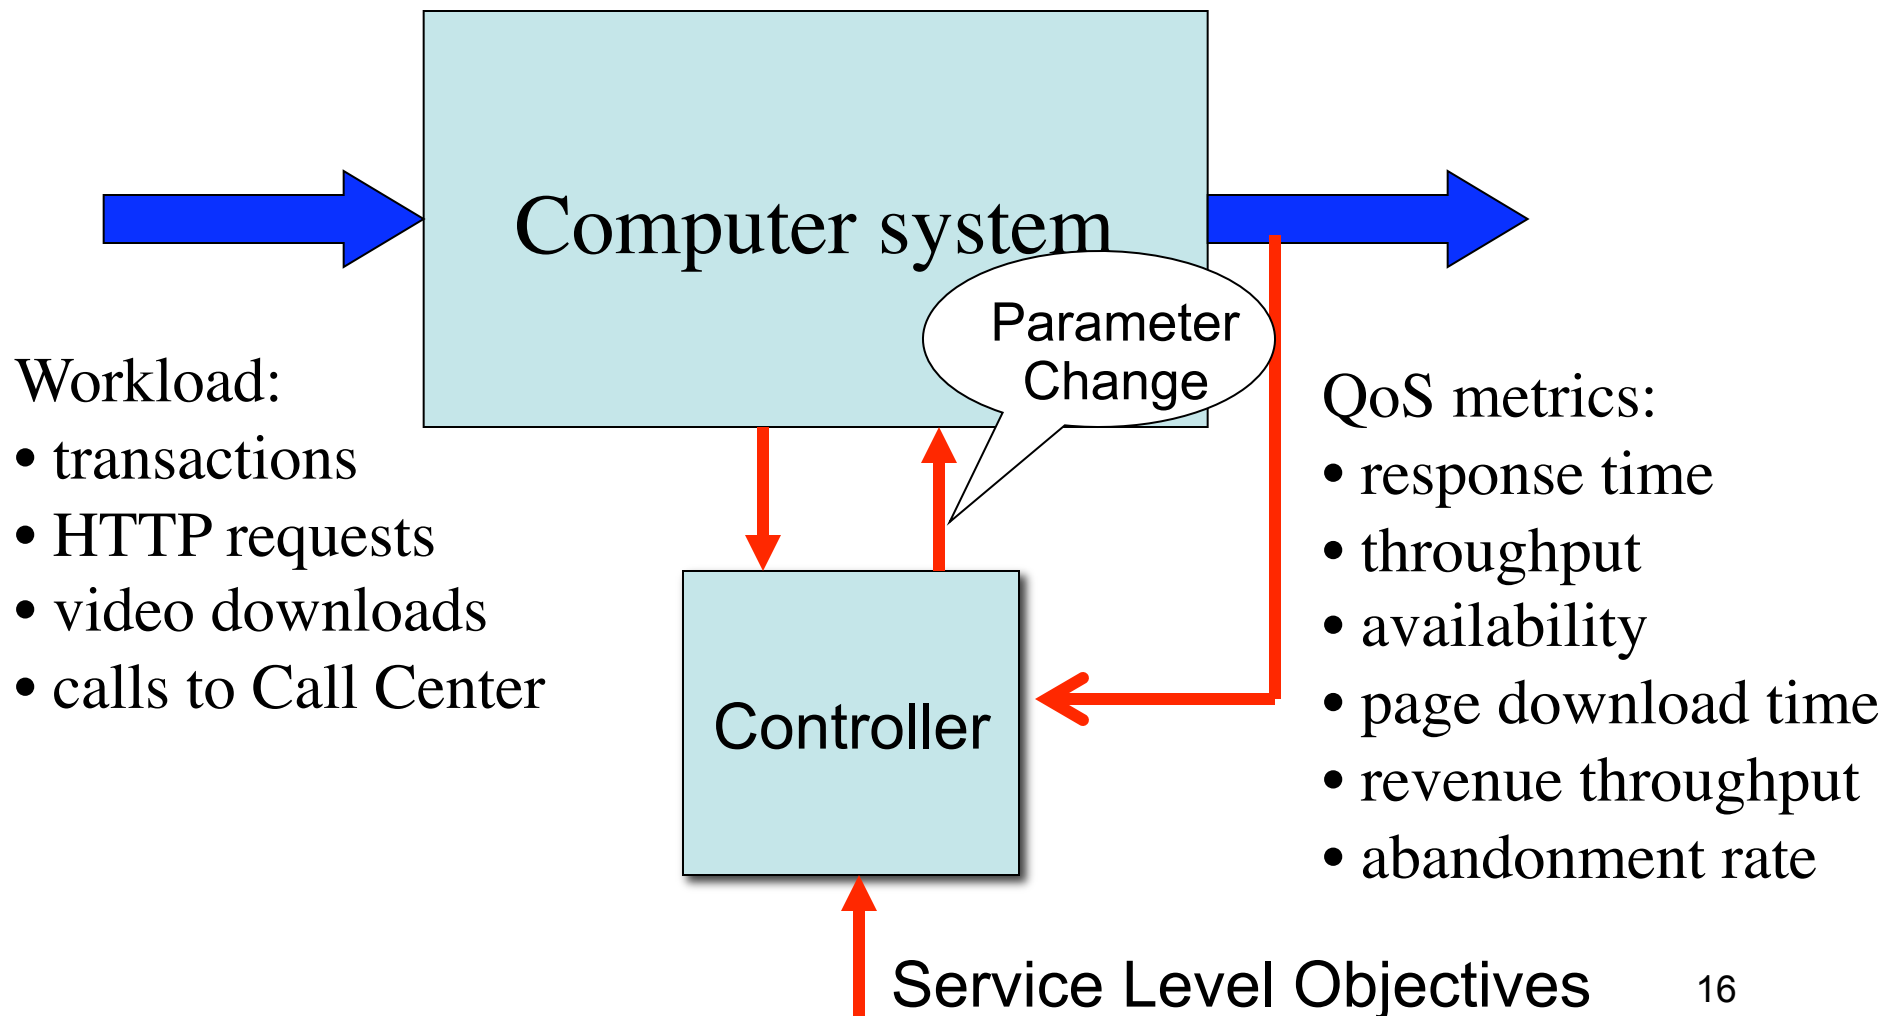 Computer system
Parameter
Change
Workload:
• transactions
• HTTP requests
• video downloads
• calls to Call Center
QoS metrics:
• response time
• throughput
• availability
• page download time
• revenue throughput
• abandonment rate
Controller
Service Level Objectives
16